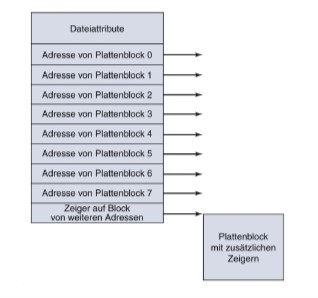 Dateiattribute
Adresse von Plattenblock 0
Adresse von Plattenblock 1
Adresse von Plattenblock 2
Adresse von Plattenblock 3
Adresse von Plattenblock 4
Adresse von Plattenblock 5
Adresse von Plattenblock 6
Adresse von Plattenblock 7
Zeiger auf Block
von weiteren Adressen
Plattenblock
mit zusätzlichen
Zeigern